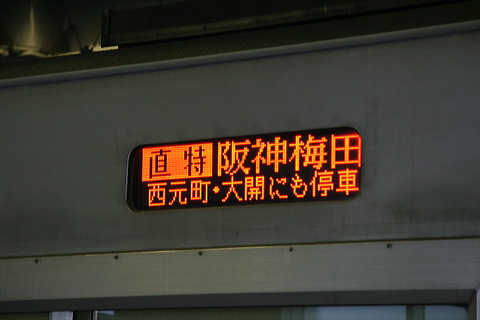 直特 阪神梅田
西元町・大開にも停車